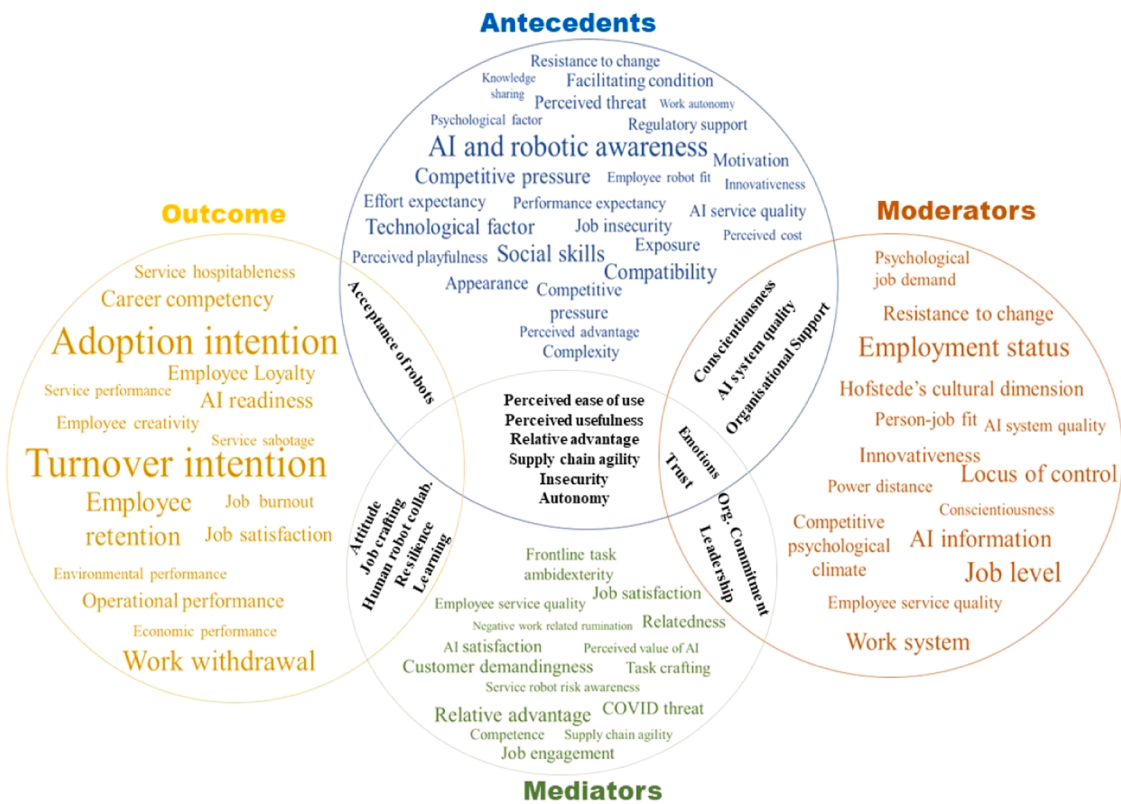 Antecedents
Resistance to change
Knowledge
sharing
Facilitating condition
Perceived threat
Work autonomy
Psychological factor
Regulatory support
AI and robotic awareness
Motivation
Competitive pressure
Employee robot fit
Innovativeness
Effort expectancy
Performance expectancy
AI service quality
Technological factor
Job insecurity
Perceived cost
Exposure
Perceived playfulness
Social skills
Compatibility
Appearance
Competitive
pressure
Perceived advantage
Complexity
Outcome
Service hospitableness
Career competency
Adoption intention
Employee Loyalty
Service performance
AI readiness
Employee creativity
Service sabotage
Turnover intention
Employee
retention
Job burnout
Job satisfaction
Environmental performance
Operational performance
Economic performance
Work withdrawal
Acceptance of robots
Conscientiousness
AI system quality
Organisational Support
Perceived ease of use
Perceived usefulness
Relative advantage
Supply chain agility
Insecurity
Autonomy
Emotions
Trust
Attitude
Job crafting
Human robot collab.
Resilience
Learning
Org. Commitment
Leadership
Moderators
Psychological
job demand
Resistance to change
Employment status
Hofstede's cultural dimension
Person-job fit
AI system quality
Innovativeness
Locus of control
Power distance
Conscientiousness
Competitive
psychological
climate
AI information
Job level
Employee service quality
Work system
Frontline task
ambidexterity
Job satisfaction
Employee service quality
Negative work related rumination
Relatedness
AI satisfaction
Perceived value of AI
Customer demandingness
Task crafting
Service robot risk awareness
Relative advantage
COVID threat
Competence
Supply chain agility
Job engagement
Mediators